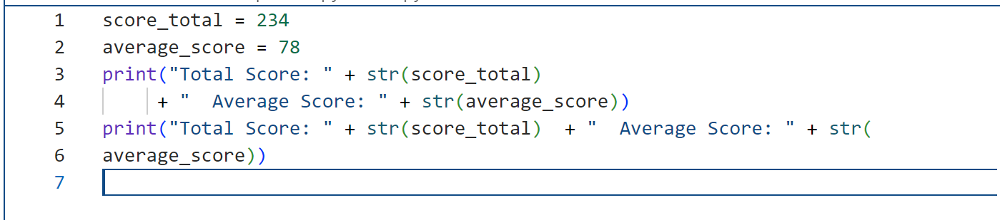 1 score_total = 234
2 average_score = 78
3 print("Total Score: " + str(score_total)
4      + "  Average Score: " + str(average_score))
5 print("Total Score: " + str(score_total)  + "  Average Score: " + str(
6 average_score))
7